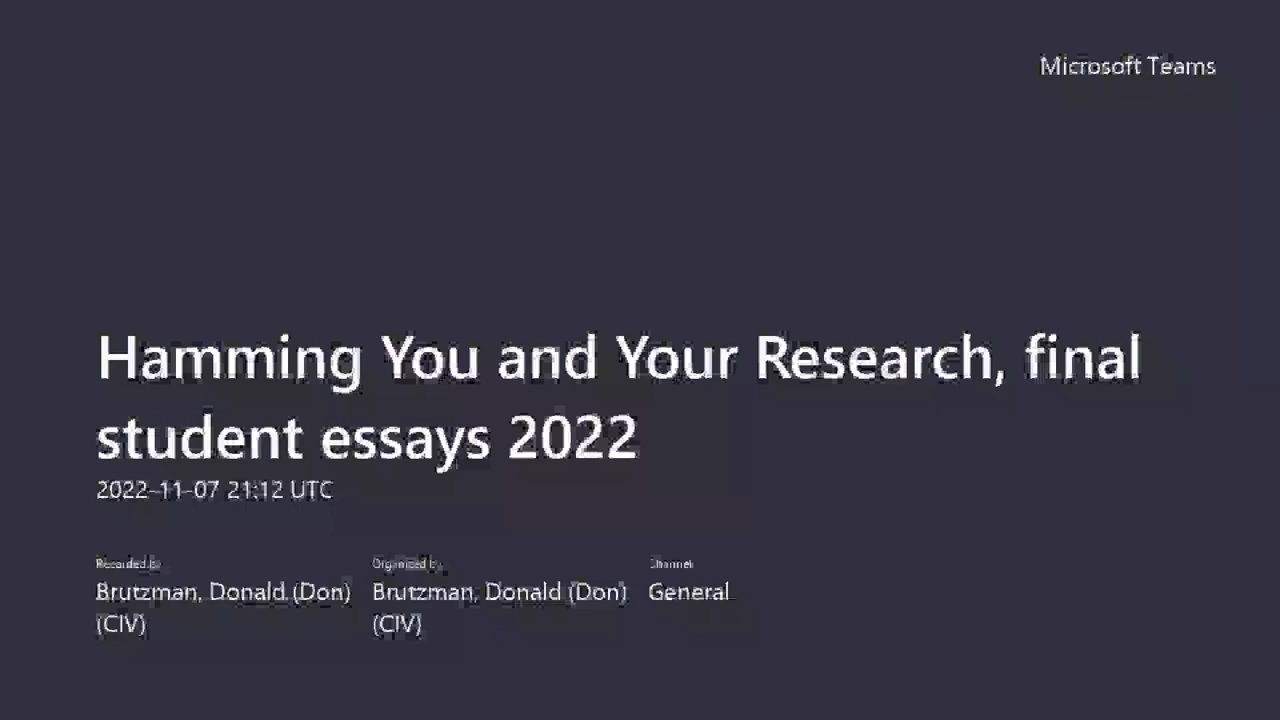 Microsoft Teams
Hamming You and Your Research, final
student essays 2022
2022-11-07 21:12 UTC
Recorded by
Organized by
Channel
Brutzman, Donald (Don)
(CIV)
Brutzman, Donald (Don)
(CIV)
General